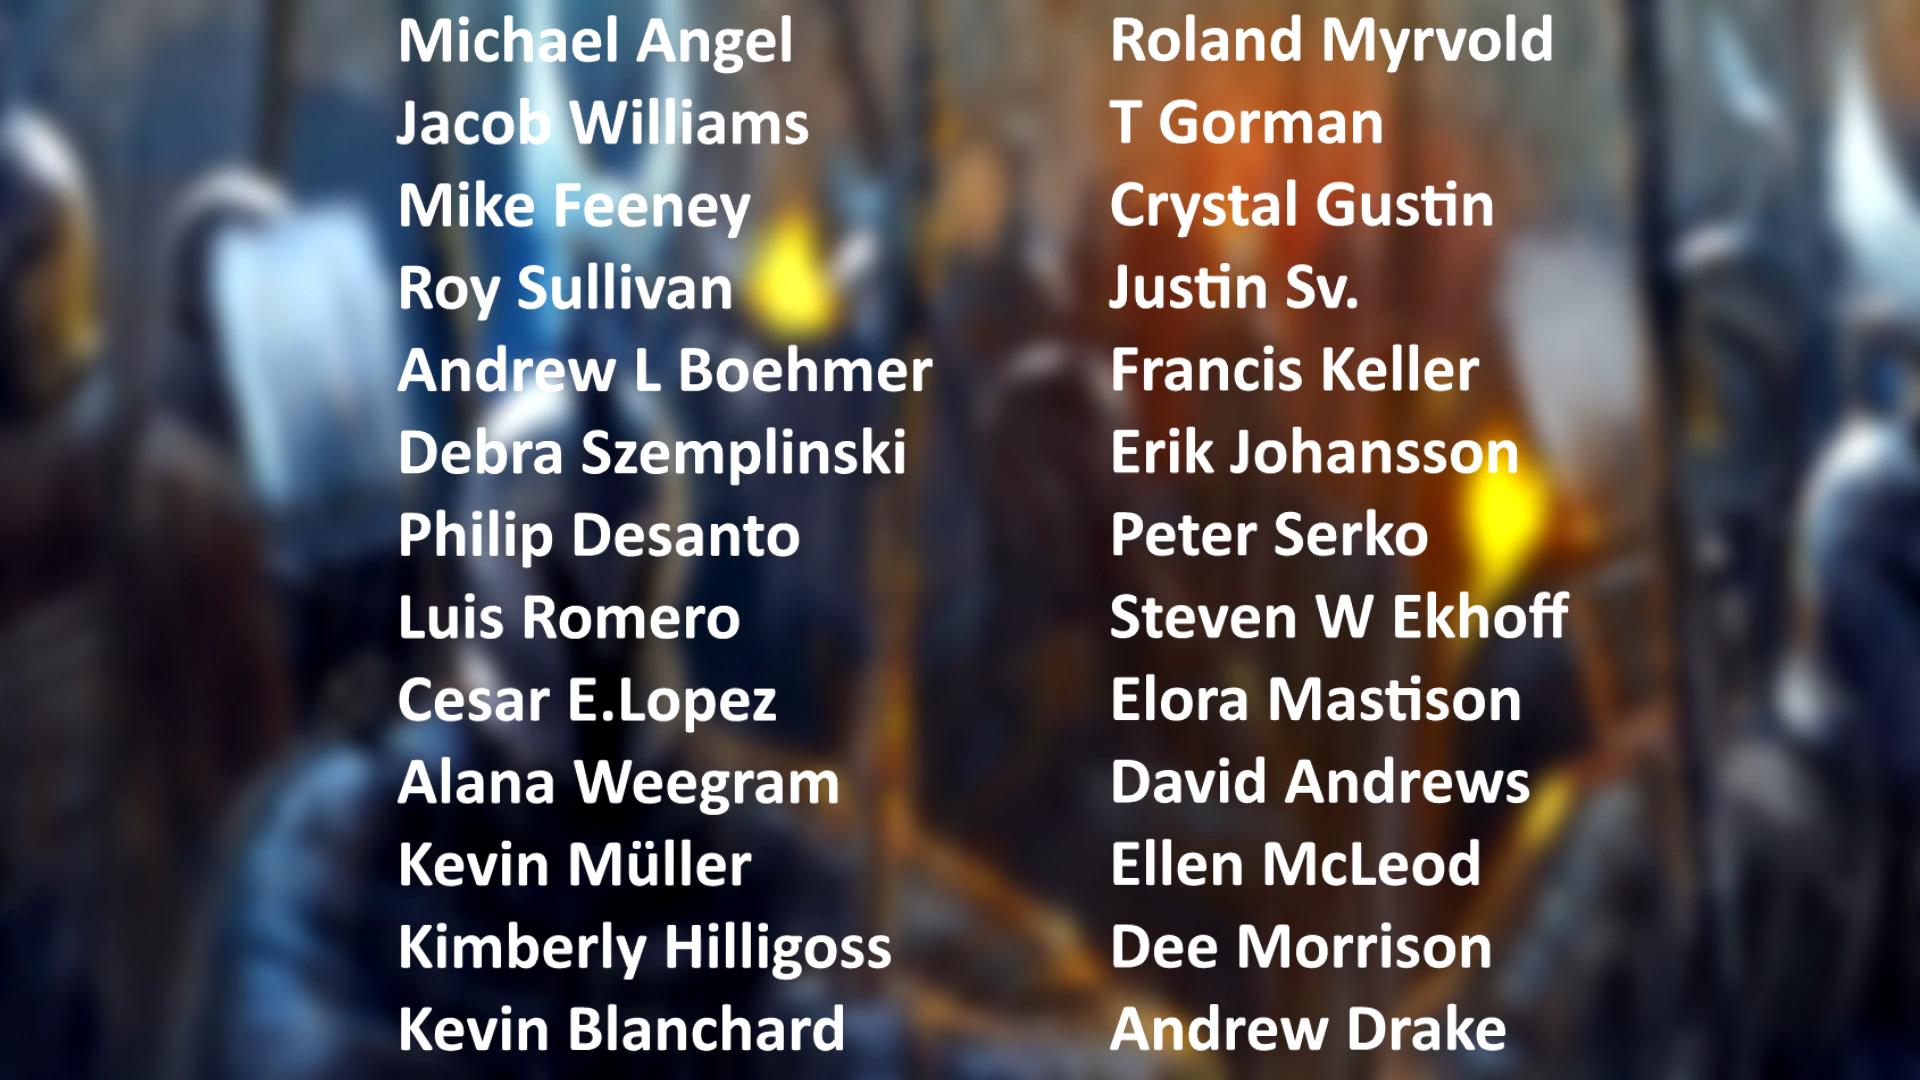 Michael Angel
Jacob Williams
Mike Feeney
Roy Sullivan
Andrew L Boehmer
Debra Szemplinski
Philip Desanto
Luis Romero
Cesar E.Lopez
Alana Weegram
Kevin Müller
Kimberly Hilligoss
Kevin Blanchard
Roland Myrvold
T Gorman
Crystal Gustin
Justin Sv.
Francis Keller
Erik Johansson
Peter Serko
Steven W Ekhoff
Elora Mastison
David Andrews
Ellen McLeod
Dee Morrison
Andrew Drake